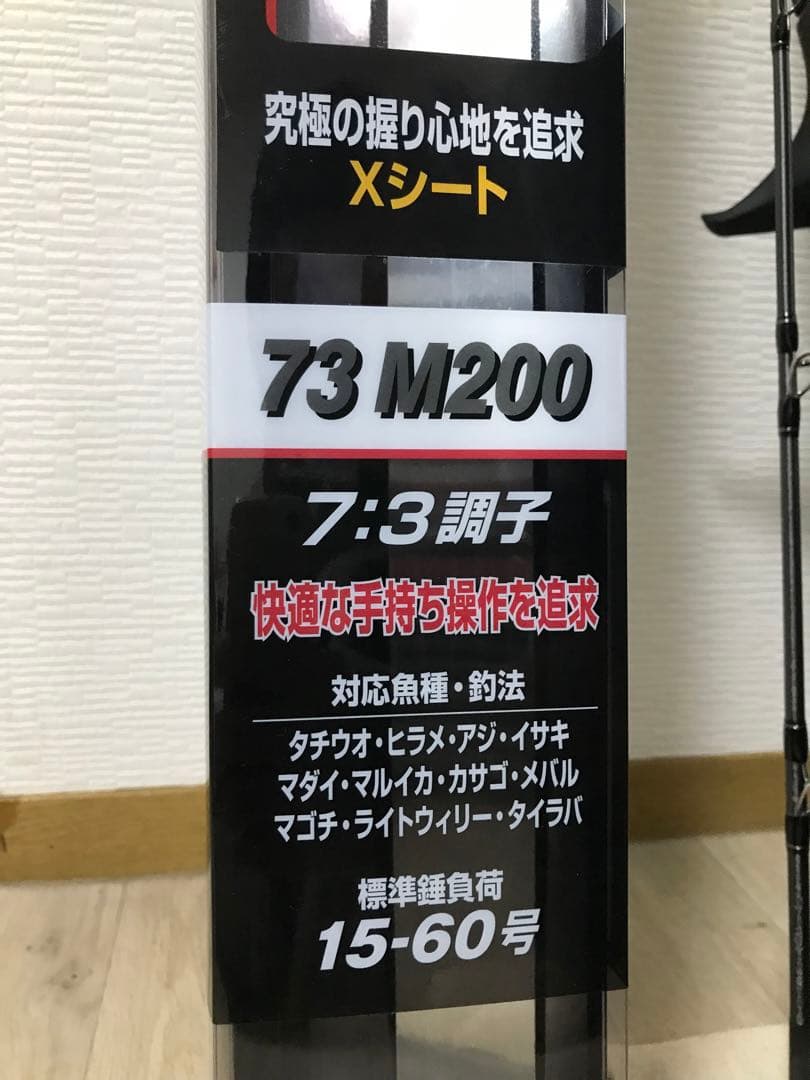 究極の握り心地を追求
Xシート
73 M200
7:3調子
快適な手持ち操作を追求
対応魚種・釣法
タチウオ・ヒラメ・アジ・イサキ
マダイ・マルイカ・カサゴ・メバル
マゴチ・ライトウィリー・タイラバ
標準錘負荷
15-60号